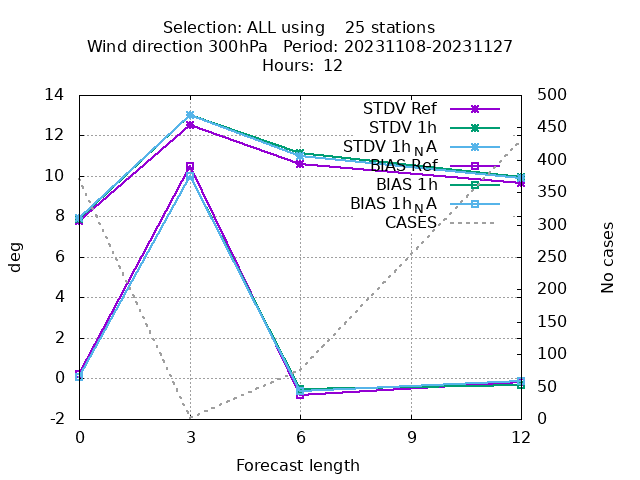 Selection: ALL using    25 stations
Wind direction 300hPa   Period: 20231108-20231127
Hours: 12
14
12
10
8
6
4
2
0
-2
500
450
400
350
300
250
200
150
100
50
0
STDV Ref
STDV 1h
STDV 1h_N A
BIAS Ref
BIAS 1h
BIAS 1h_N A
CASES
deg
No cases
0 3 6 9 12
Forecast length